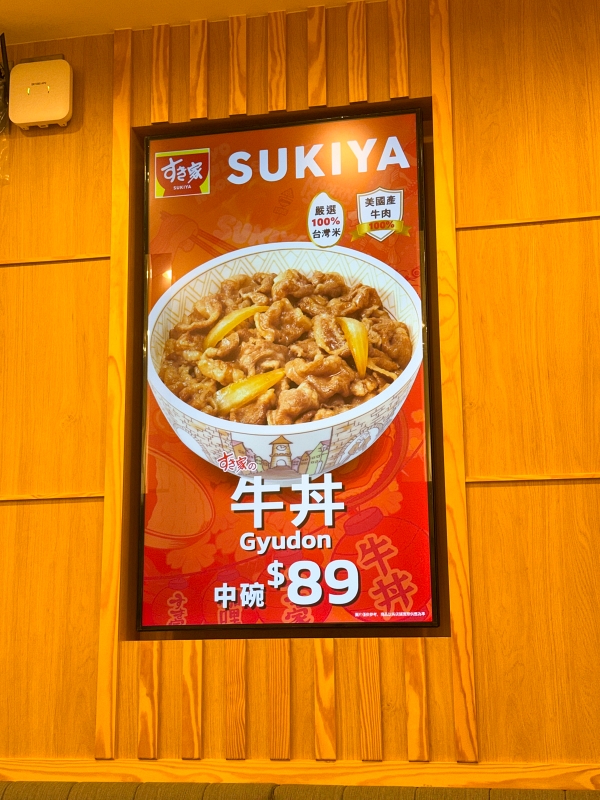 すき家
SUKIYA
SUKIYA
嚴選
100%
台灣米
美國產
牛肉
100%
すき家の
牛丼
Gyudon
中碗 $89
牛丼